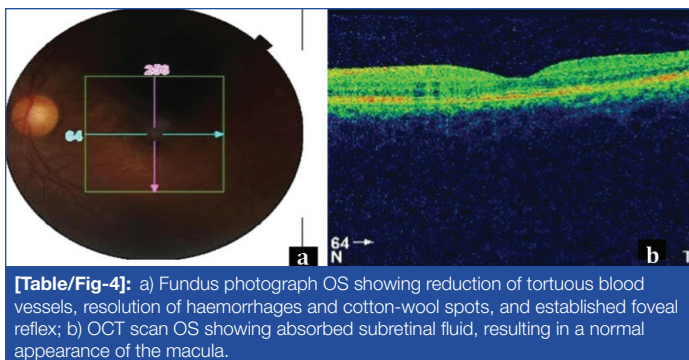 256
64
a
64 →
N
b
T
[Table/Fig-4]: a) Fundus photograph OS showing reduction of tortuous blood
vessels, resolution of haemorrhages and cotton-wool spots, and established foveal
reflex; b) OCT scan OS showing absorbed subretinal fluid, resulting in a normal
appearance of the macula.